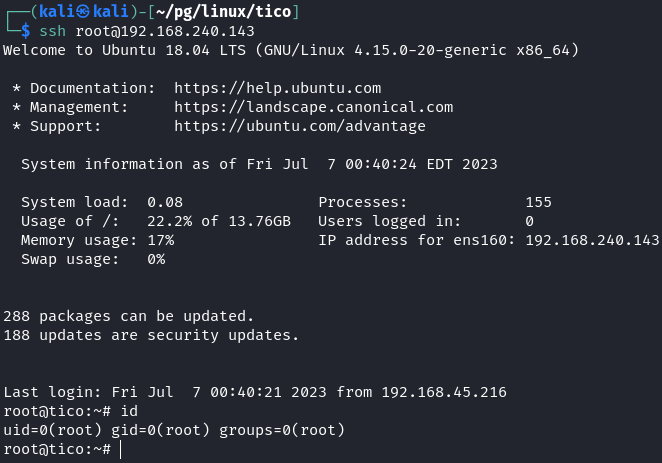 ┌──(kali㉿kali)-[~/pg/linux/tico]
└─$ ssh root@192.168.240.143
Welcome to Ubuntu 18.04 LTS (GNU/Linux 4.15.0-20-generic x86_64)

 * Documentation:  https://help.ubuntu.com
 * Management:     https://landscape.canonical.com
 * Support:        https://ubuntu.com/advantage

  System information as of Fri Jul  7 00:40:24 EDT 2023

  System load:  0.08               Processes:             155
  Usage of /:   22.2% of 13.76GB   Users logged in:       0
  Memory usage: 17%                IP address for ens160: 192.168.240.143
  Swap usage:   0%


288 packages can be updated.
188 updates are security updates.


Last login: Fri Jul  7 00:40:21 2023 from 192.168.45.216
root@tico:~# id
uid=0(root) gid=0(root) groups=0(root)
root@tico:~#